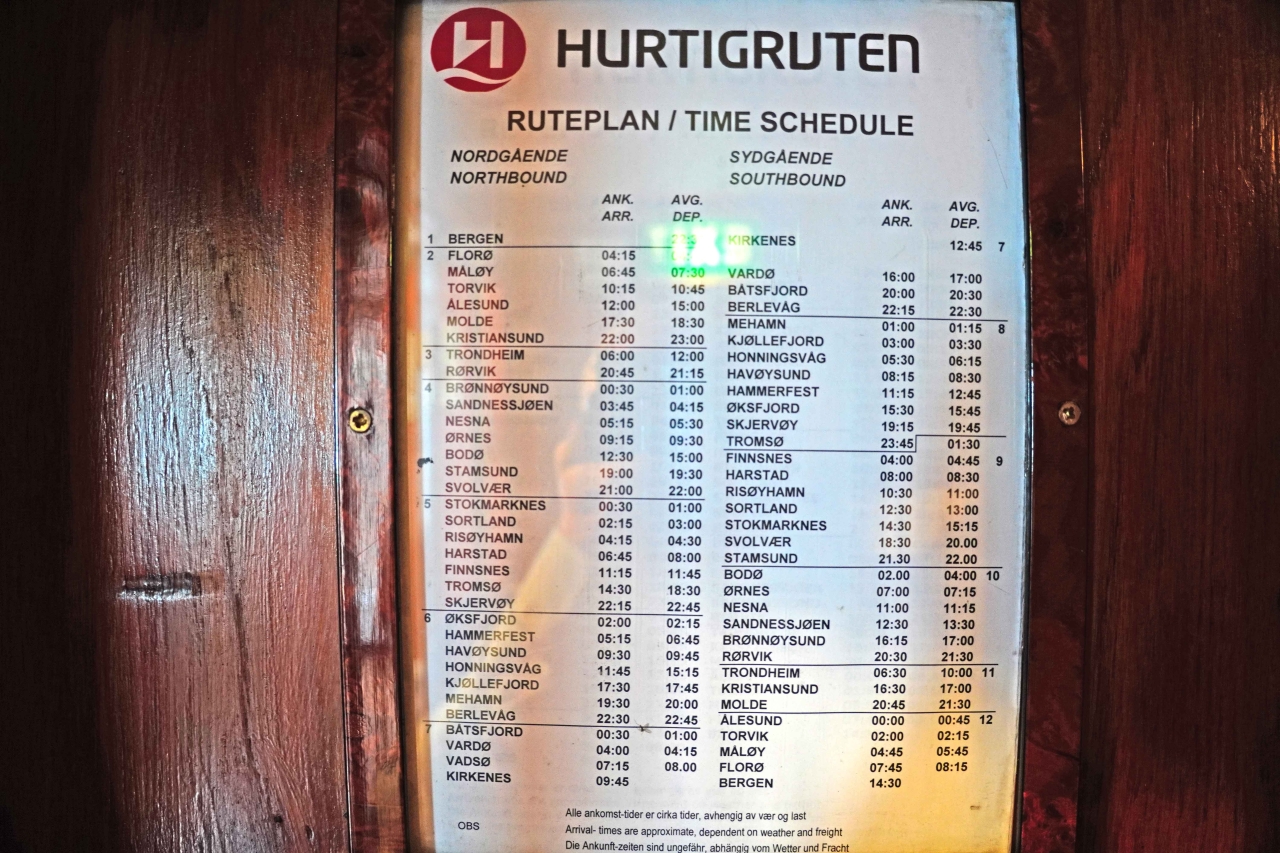 H HURTIGRUTEN
RUTEPLAN / TIME SCHEDULE
NORDGÅENDE
NORTHBOUND
ANK. AVG.
ARR. DEP.
1 BERGEN
2 FLORØ 04:15
MÅLØY 06:45 07:30
TORVIK 10:15 10:45
ÅLESUND 12:00 15:00
MOLDE 17:30 18:30
KRISTIANSUND 22:00 23:00
3 TRONDHEIM 06:00 12:00
RØRVIK 20:45 21:15
4 BRØNNØYSUND 00:30 01:00
SANDNESSJØEN 03:45 04:15
NESNA 05:15 05:30
ØRNES 09:15 09:30
BODØ 12:30 15:00
STAMSUND 19:00 19:30
SVOLVÆR 21:00 22:00
5 STOKMARKNES 00:30 01:00
SORTLAND 02:15 03:00
RISØYHAMN 04:15 04:30
HARSTAD 06:45 08:00
FINNSNES 11:15 11:45
TROMSØ 14:30 18:30
SKJERVØY 22:15 22:45
6 ØKSFJORD 02:00 02:15
HAMMERFEST 05:15 06:45
HAVØYSUND 09:30 09:45
HONNINGSVÅG 11:45 15:15
KJØLLEFJORD 17:30 17:45
MEHAMN 19:30 20:00
BERLEVÅG 22:30 22:45
7 BÅTSFJORD 00:30 01:00
VARDØ 04:00 04:15
VADSØ 07:15 08.00
KIRKENES 09:45
SYDGÅENDE
SOUTHBOUND
ANK. AVG.
ARR. DEP.
KIRKENES 12:45 7
VARDØ 16:00 17:00
BÅTSFJORD 20:00 20:30
BERLEVÅG 22:15 22:30
MEHAMN 01:00 01:15 8
KJØLLEFJORD 03:00 03:30
HONNINGSVÅG 05:30 06:15
HAVØYSUND 08:15 08:30
HAMMERFEST 11:15 12:45
ØKSFJORD 15:30 15:45
SKJERVØY 19:15 19:45
TROMSØ 23:45 01:30
FINNSNES 04:00 04:45 9
HARSTAD 08:00 08:30
RISØYHAMN 10:30 11:00
SORTLAND 12:30 13:00
STOKMARKNES 14:30 15:15
SVOLVÆR 18:30 20.00
STAMSUND 21.30 22.00
BODØ 02.00 04:00 10
ØRNES 07:00 07:15
NESNA 11:00 11:15
SANDNESSJØEN 12:30 13:30
BRØNNØYSUND 16:15 17:00
RØRVIK 20:30 21:30
TRONDHEIM 06:30 10:00 11
KRISTIANSUND 16:30 17:00
MOLDE 20:45 21:30
ÅLESUND 00:00 00:45 12
TORVIK 02:00 02:15
MÅLØY 04:45 05:45
FLORØ 07:45 08:15
BERGEN 14:30
Alle ankomst-tider er cirka tider, avhengig av vær og last
OBS Arrival- times are approximate, dependent on weather and freight
Die Ankunft-zeiten sind ungefähr, abhängig vom Wetter und Fracht